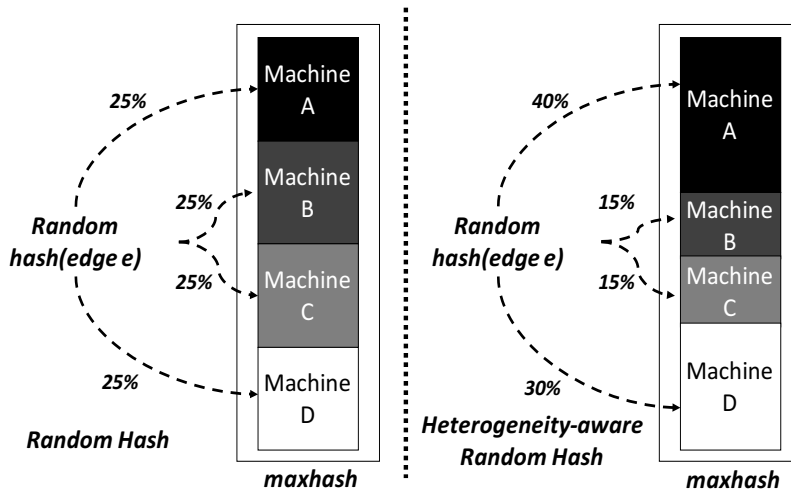 Machine
A
25%
Machine
B
25%
Random
hash(edge e)
25%
Machine
C
25%
Machine
D
Random Hash
maxhash
Machine
A
40%
15%
Machine
B
Random
hash(edge e)
15%
Machine
C
30%
Machine
D
Heterogeneity-aware
Random Hash
maxhash